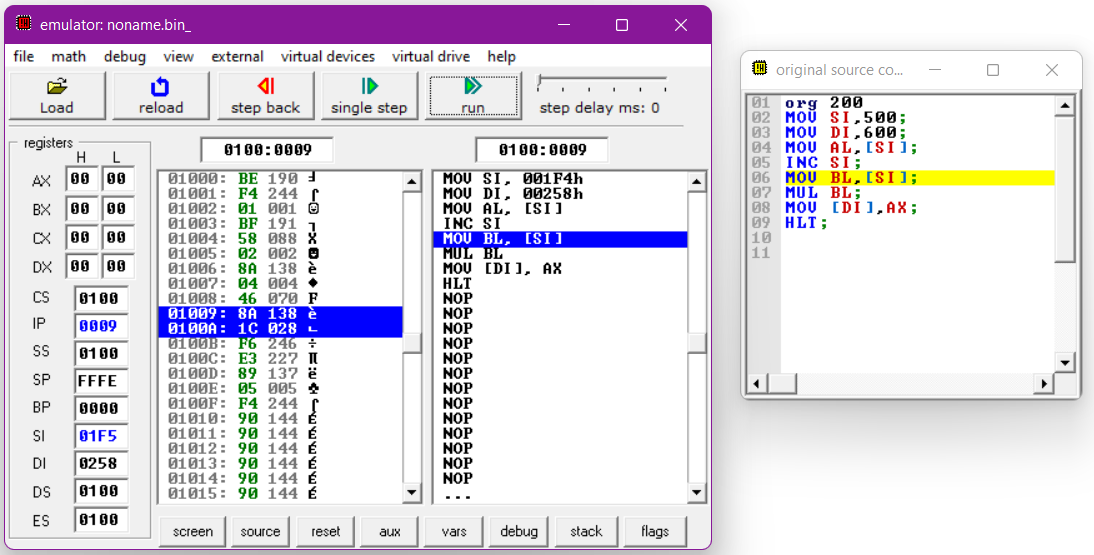 emulator: noname.bin_
file math debug view external virtual devices virtual drive help
Load reload step back single step run step delay ms: 0
registers
H L
AX 00 00
BX 00 00
CX 00 00
DX 00 00
CS 0100
IP 0009
SS 0100
SP FFFE
BP 0000
SI 01F5
DI 0258
DS 0100
ES 0100
0100:0009
01000: BE 190 ╛
01001: F4 244 ⌠
01002: 01 001 ☺
01003: BF 191 ┐
01004: 58 088 X
01005: 02 002 ☻
01006: 8A 138 è
01007: 04 004 ♦
01008: 46 070 F
01009: 8A 138 è
0100A: 1C 028 ∟
0100B: F6 246 ÷
0100C: E3 227 π
0100D: 89 137 ë
0100E: 05 005 ♣
0100F: F4 244 ⌠
01010: 90 144 É
01011: 90 144 É
01012: 90 144 É
01013: 90 144 É
01014: 90 144 É
01015: 90 144 É
0100:0009
MOV SI, 001F4h
MOV DI, 00258h
MOV AL, [SI]
INC SI
MOV BL, [SI]
MUL BL
MOV [DI], AX
HLT
NOP
NOP
NOP
NOP
NOP
NOP
NOP
NOP
NOP
NOP
NOP
NOP
NOP
...
screen source reset aux vars debug stack flags
original source co...
01 org 200
02 MOV SI,500;
03 MOV DI,600;
04 MOV AL,[SI];
05 INC SI;
06 MOV BL,[SI];
07 MUL BL;
08 MOV [DI],AX;
09 HLT;
10
11